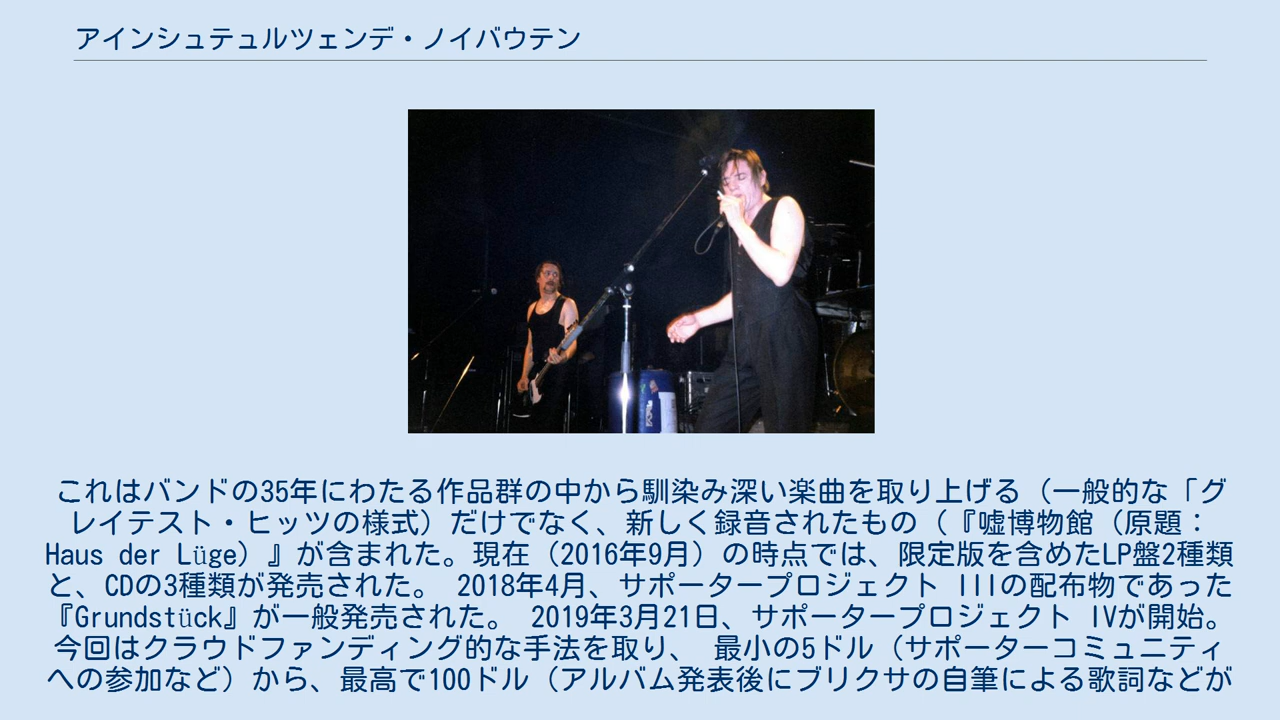 アインシュテュルツェンデ・ノイバウテン
これはバンドの35年にわたる作品群の中から馴染み深い楽曲を取り上げる（一般的な「グ
レイテスト・ヒッツの様式）だけでなく、新しく録音されたもの（『嘘博物館（原題：
Haus der Lüge）』が含まれた。現在（2016年9月）の時点では、限定版を含めたLP盤2種類
と、CDの3種類が発売された。 2018年4月、サポータープロジェクト IIIの配布物であった
『Grundstück』が一般発売された。 2019年3月21日、サポータープロジェクト IVが開始。
今回はクラウドファンディング的な手法を取り、 最小の5ドル（サポーターコミュニティ
への参加など）から、最高で100ドル（アルバム発表後にブリクサの自筆による歌詞などが